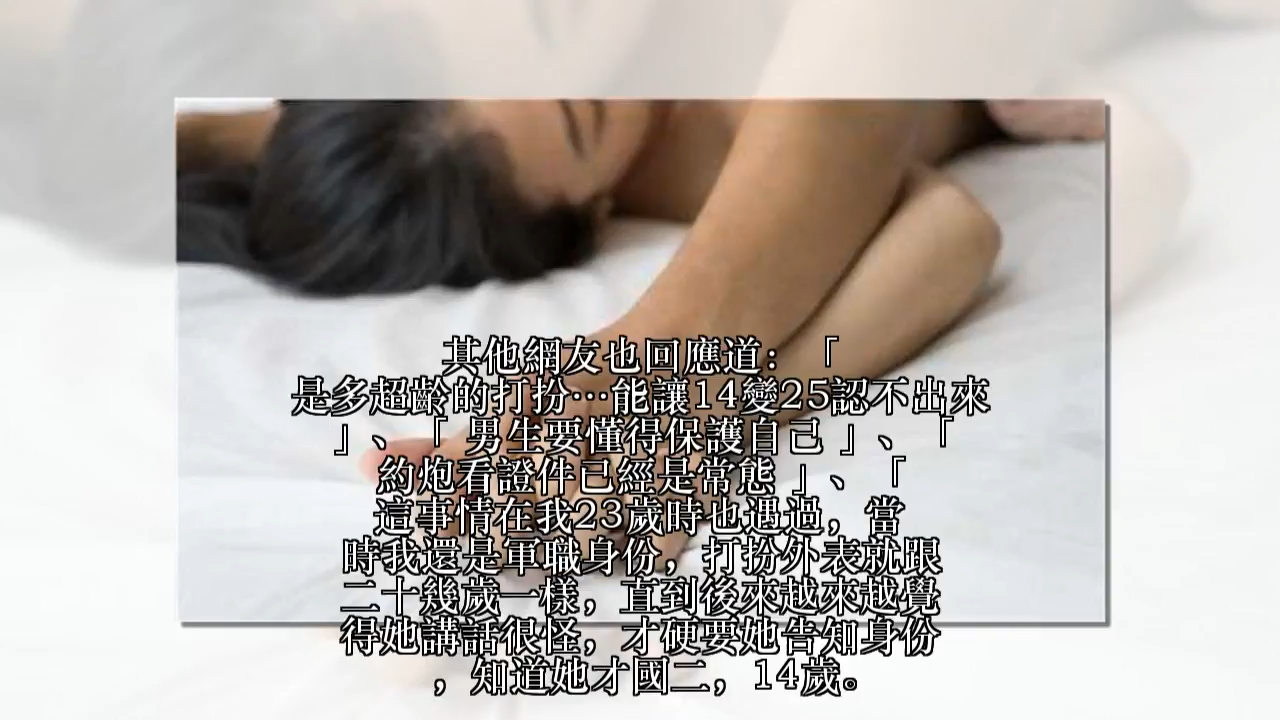 其他網友也回應道：「
是多超齡的打扮…能讓14變25認不出來
」、「 男生要懂得保護自己 」、「
約炮看證件已經是常態 」、「
這事情在我23歲時也遇過，當
時我還是軍職身份，打扮外表就跟
二十幾歲一樣，直到後來越來越覺
得她講話很怪，才硬要她告知身份
，知道她才國二，14歲。